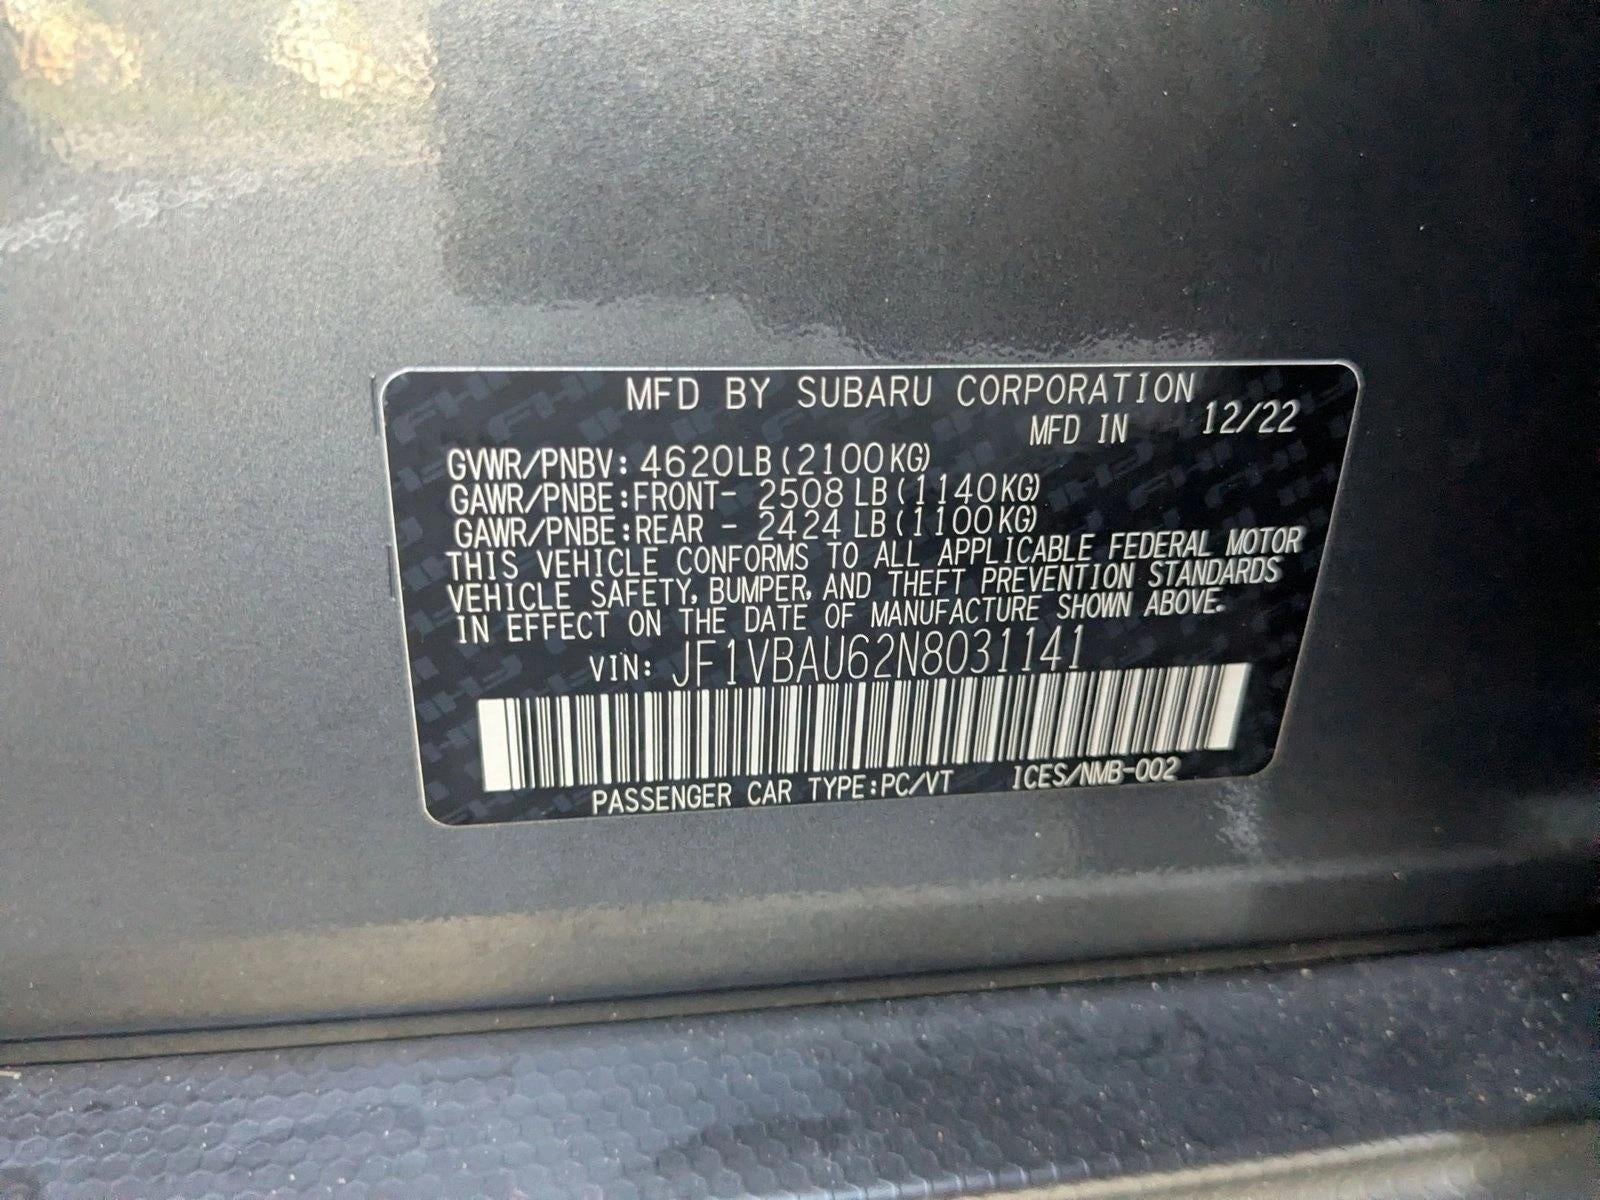 MFD BY SUBARU CORPORATION
MFD IN 12/22
GVWR/PNBV: 4620LB(2100KG)
GAWR/PNBE:FRONT- 2508 LB(1140KG)
GAWR/PNBE:REAR - 2424 LB(1100KG)
THIS VEHICLE CONFORMS TO ALL APPLICABLE FEDERAL MOTOR
VEHICLE SAFETY, BUMPER, AND THEFT PREVENTION STANDARDS
IN EFFECT ON THE DATE OF MANUFACTURE SHOWN ABOVE.
VIN: JF1VBAU62N8031141
PASSENGER CAR TYPE:PC/VT ICES/NMB-002